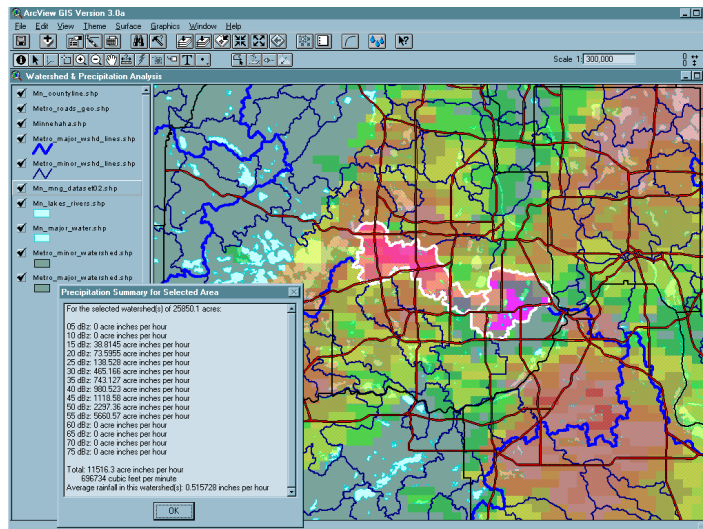 ArcView GIS Version 3.0a
File Edit View Theme Surface Graphics Window Help
Scale 1: 300,000
Watershed & Precipitation Analysis
Mn_countyline.shp
Metro_roads_geo.shp
Minnehaha.shp
Metro_major_wshd_lines.shp
Metro_minor_wshd_lines.shp
Mn_mng_dataset02.shp
Mn_lakes_rivers.shp
Mn_major_water.shp
Metro_minor_watershed.shp
Metro_major_watershed.shp
Precipitation Summary for Selected Area
For the selected watershed(s) of 25850.1 acres:
05 dBz: 0 acre inches per hour
10 dBz: 0 acre inches per hour
15 dBz: 38.8145 acre inches per hour
20 dBz: 73.5955 acre inches per hour
25 dBz: 138.528 acre inches per hour
30 dBz: 465.166 acre inches per hour
35 dBz: 743.127 acre inches per hour
40 dBz: 980.523 acre inches per hour
45 dBz: 1118.58 acre inches per hour
50 dBz: 2297.36 acre inches per hour
55 dBz: 5660.57 acre inches per hour
60 dBz: 0 acre inches per hour
65 dBz: 0 acre inches per hour
70 dBz: 0 acre inches per hour
75 dBz: 0 acre inches per hour
Total: 11516.3 acre inches per hour
696734 cubic feet per minute
Average rainfall in this watershed(s): 0.515728 inches per hour
OK